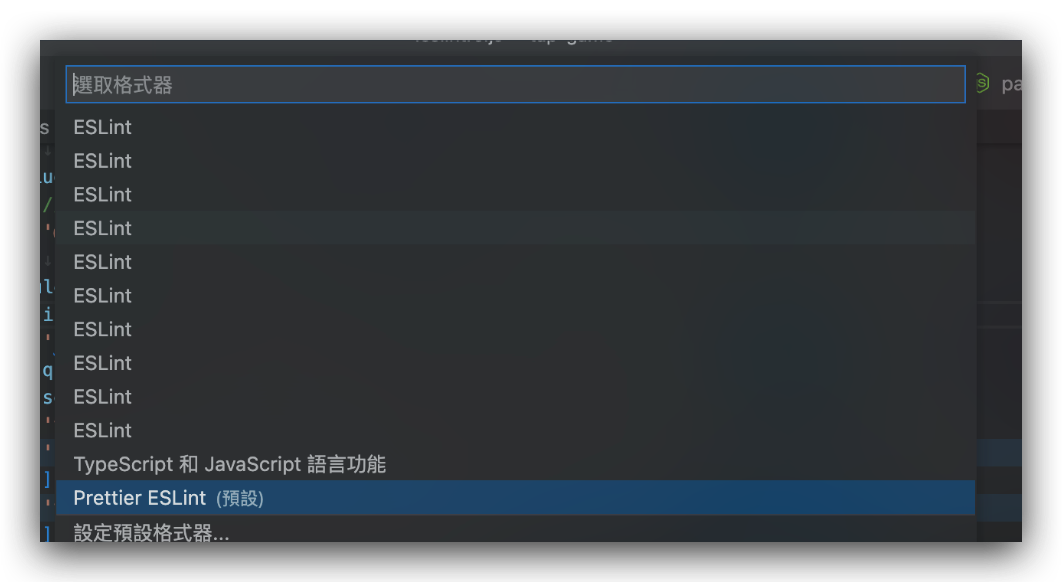 選取格式器
ESLint
ESLint
ESLint
ESLint
ESLint
ESLint
ESLint
ESLint
ESLint
ESLint
TypeScript 和 JavaScript 語言功能
Prettier ESLint (預設)
設定預設格式器...